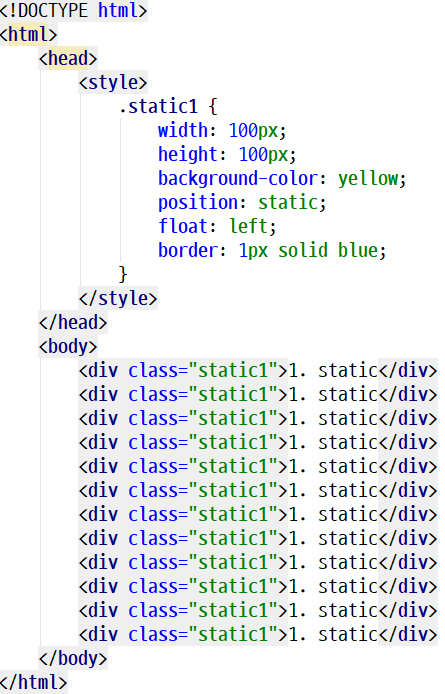 <!DOCTYPE html>
<html>
<head>
<style>
.static1 {
width: 100px;
height: 100px;
background-color: yellow;
position: static;
float: left;
border: 1px solid blue;
}
</style>
</head>
<body>
<div class="static1">1. static</div>
<div class="static1">1. static</div>
<div class="static1">1. static</div>
<div class="static1">1. static</div>
<div class="static1">1. static</div>
<div class="static1">1. static</div>
<div class="static1">1. static</div>
<div class="static1">1. static</div>
<div class="static1">1. static</div>
<div class="static1">1. static</div>
<div class="static1">1. static</div>
<div class="static1">1. static</div>
</body>
</html>